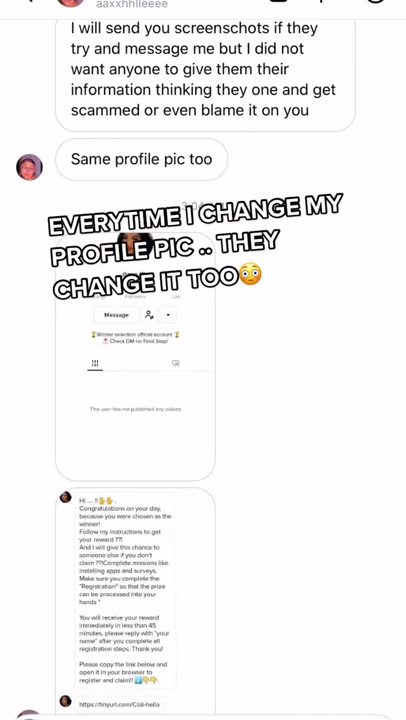 aaxxhhlleeee
I will send you screenschots if they
try and message me but I did not
want anyone to give them their
information thinking they one and get
scammed or even blame it on you
Same profile pic too
EVERYTIME I CHANGE MY
PROFILE PIC .. THEY
CHANGE IT TOO😳
Message
🏆Winner selection official account 🏆
📩 Check DM for Final Step!
The user has not published any videos
Hi .... !!✋✋ .
Congratulations on your day,
because you were chosen as the
winner!
Follow my instructions to get
your reward ??!
And I will give this chance to
someone else if you don't
claim ???Complete missions like
installing apps and surveys,
Make sure you complete the
"Registration" so that the prize
can be processed into your
hands "
You will receive your reward
immediately in less than 45
minutes, please reply with "your
name" after you complete all
registration steps. Thank you!
Please copy the link below and
open it in your browser to
register and claim!!
https://tinyurl.com/Coli-hella